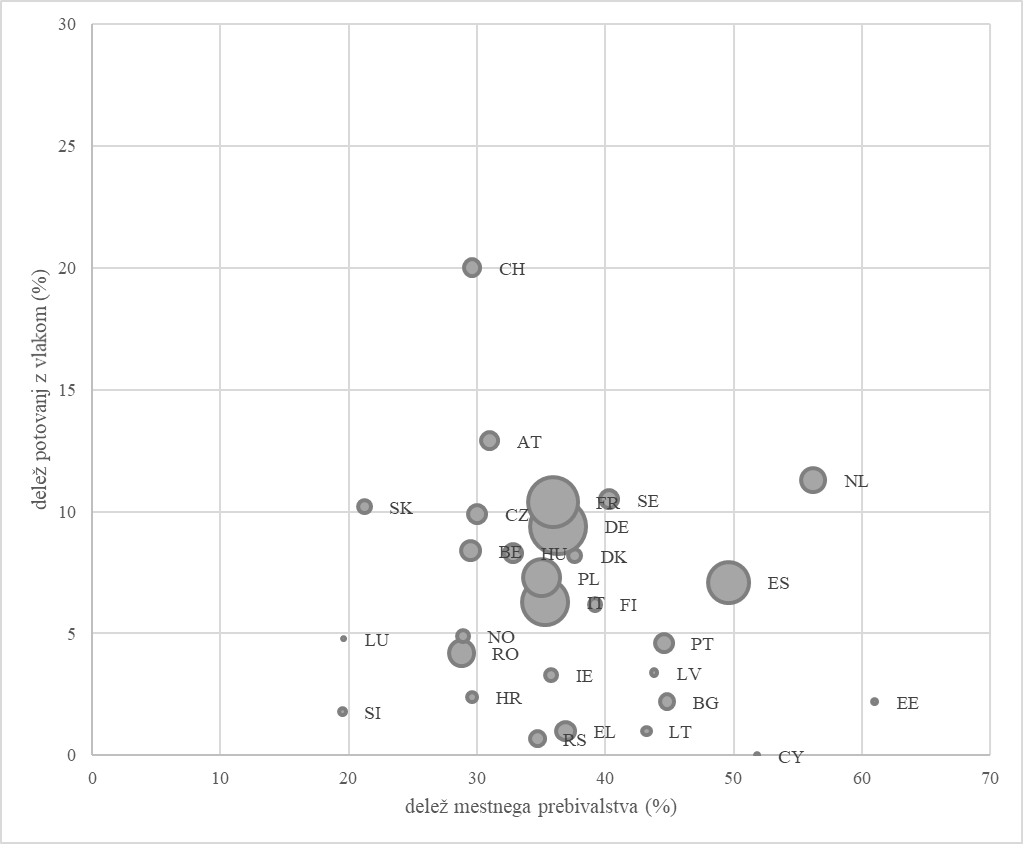 30
25
20
15
10
5
0
delež potovanj z vlakom (%)
CH
AT
NL
SK
CZ
FR
SE
DE
BE
HU
DK
PL
ES
IT
FI
LU
NO
PT
RO
IE
LV
HR
BG
EE
SI
RS
EL
LT
CY
0
20
30
40
50
60
70
delež mestnega prebivalstva (%)